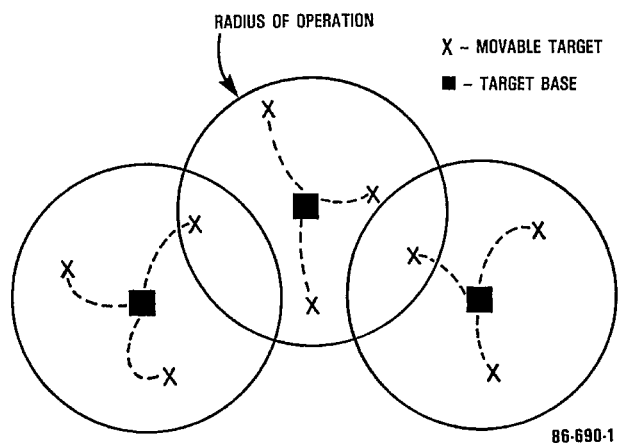 RADIUS OF OPERATION
X - MOVABLE TARGET
■ - TARGET BASE
X
X
X
X
X
X
X
X
X
86-690-1